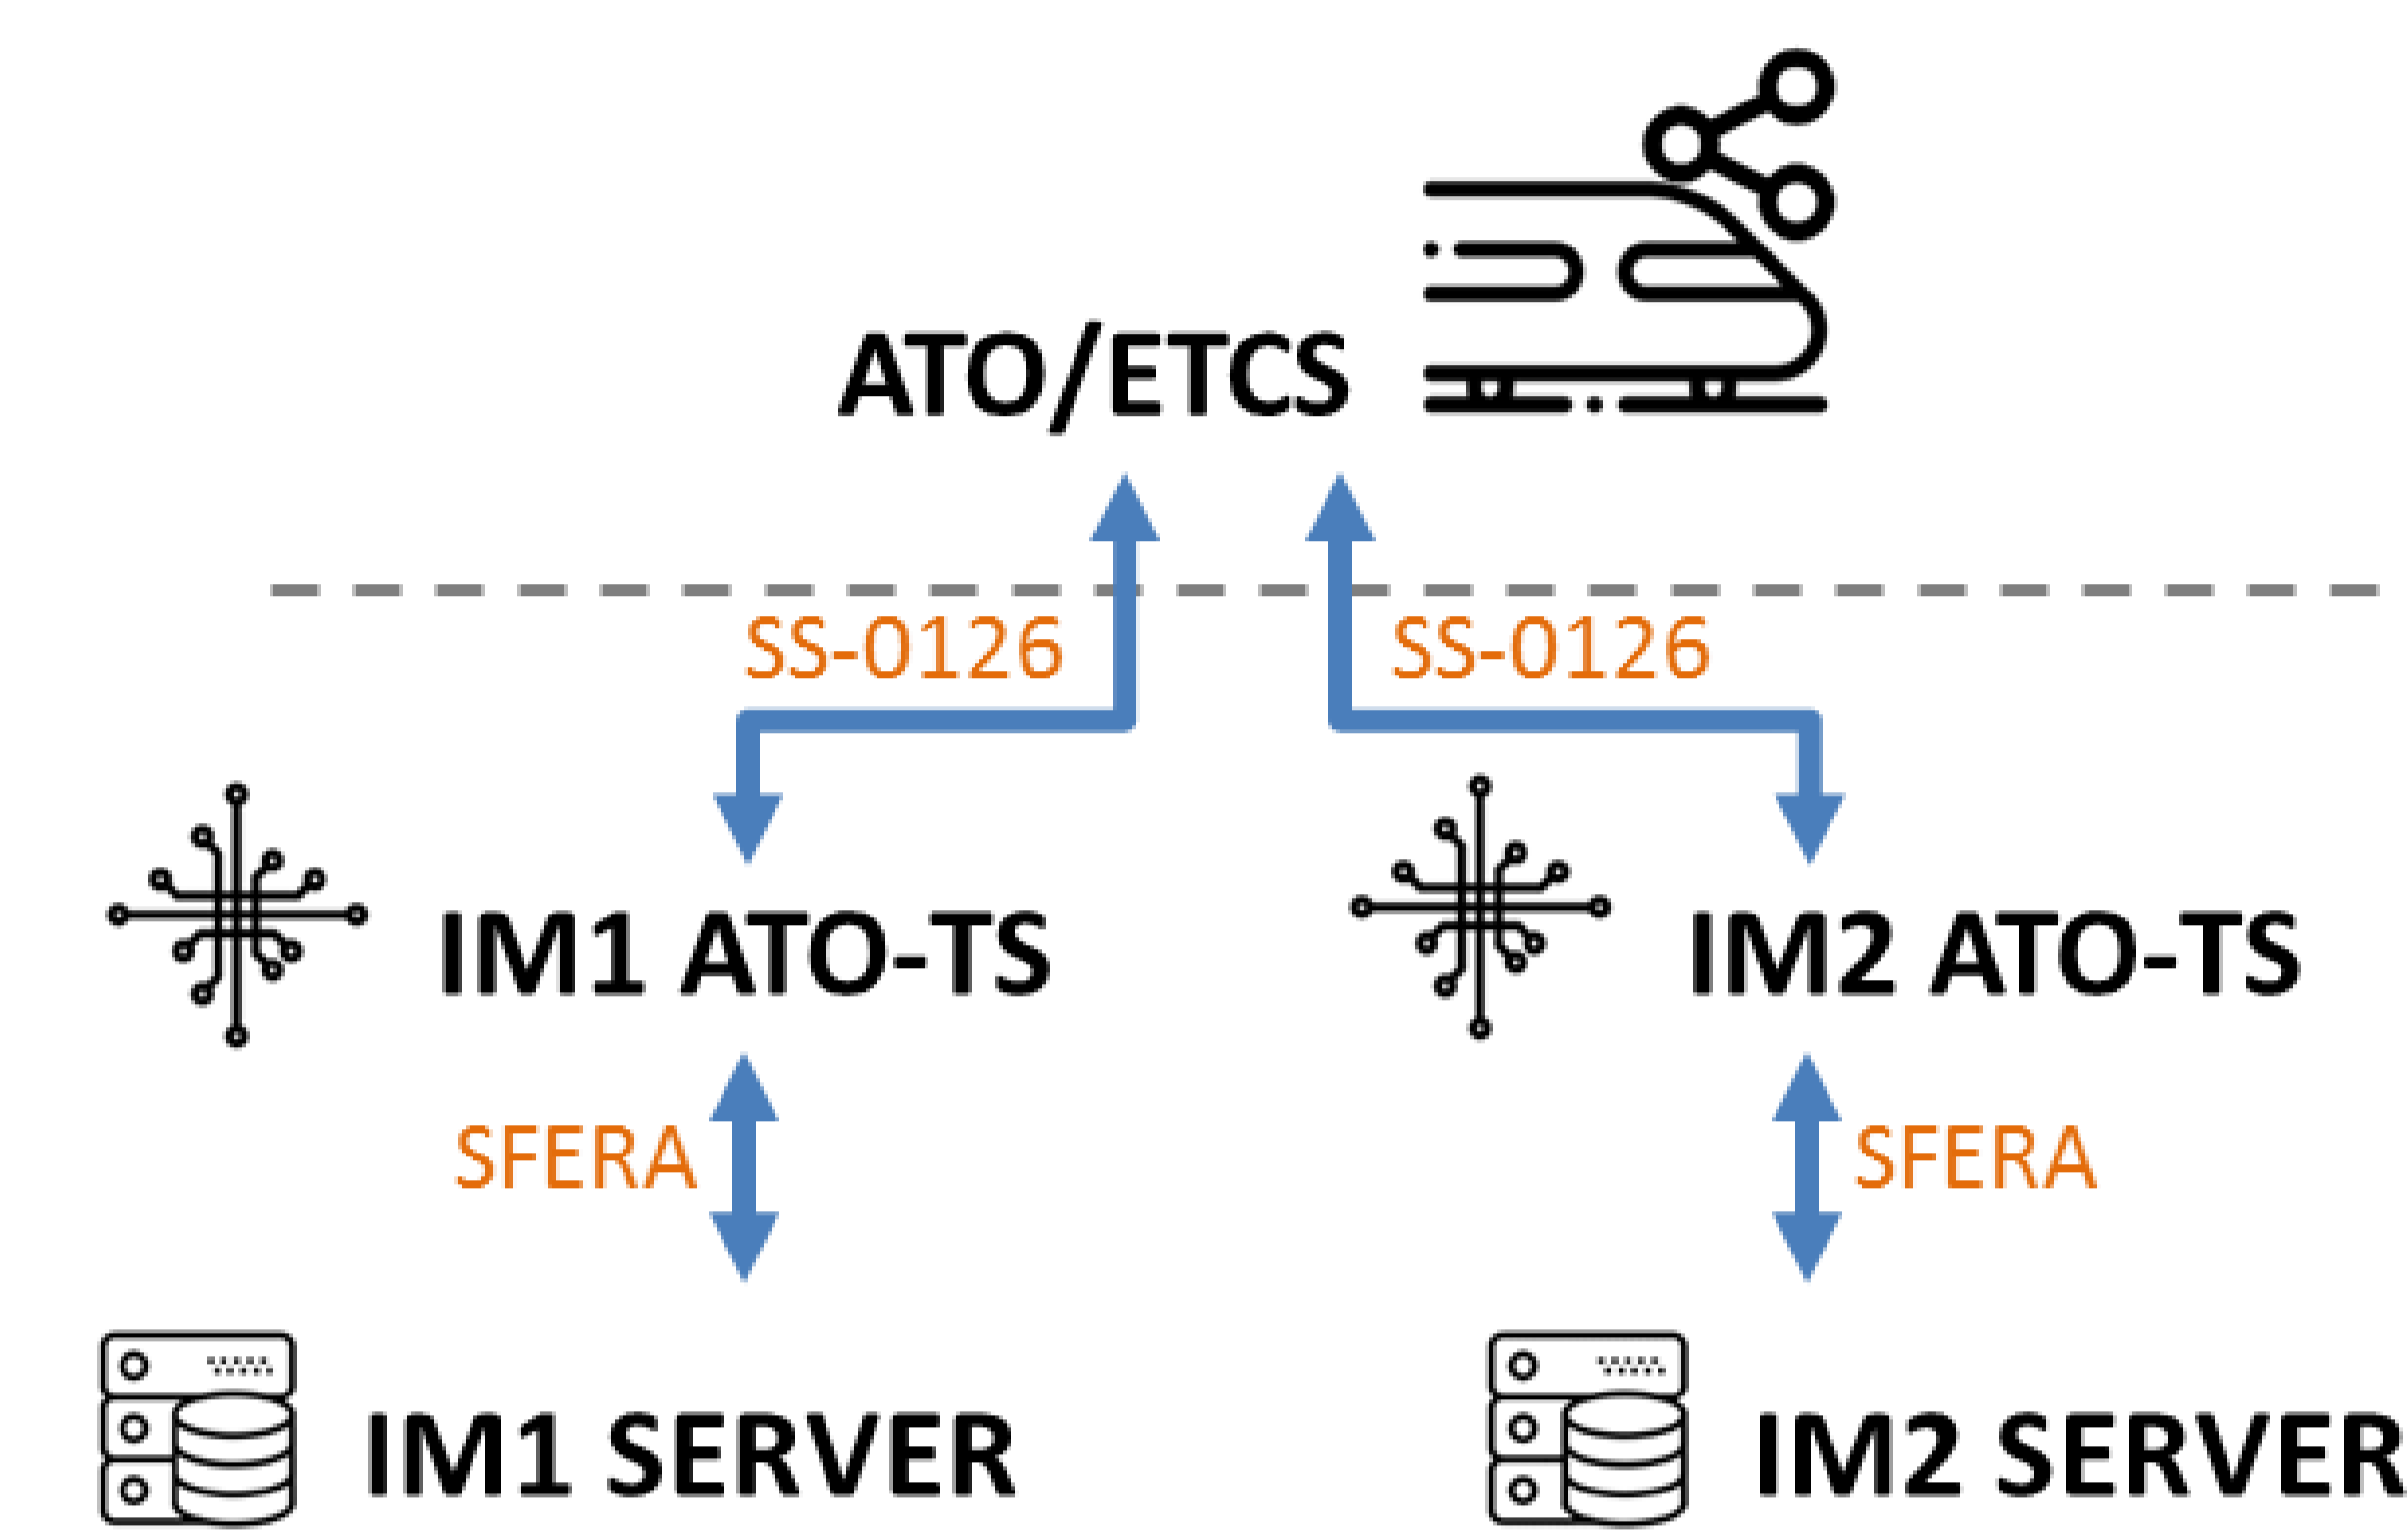 ATO/ETCS
SS-0126 SS-0126
IM1 ATO-TS IM2 ATO-TS
SFERA SFERA
IM1 SERVER IM2 SERVER